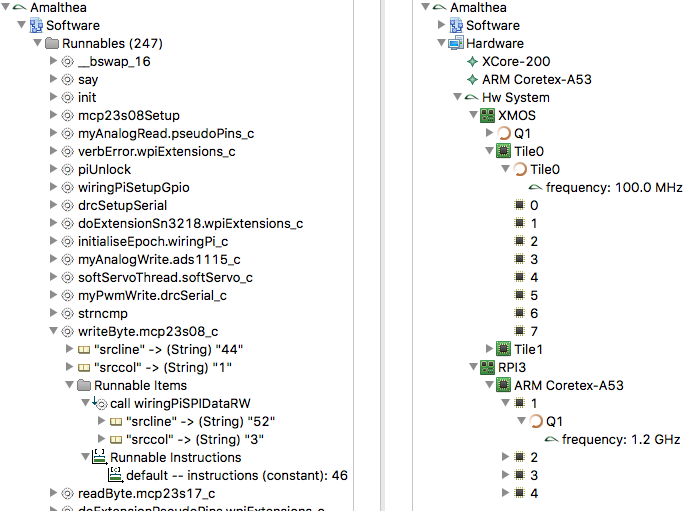 Amalthea
Software
Runnables (247)
__bswap_16
say
init
mcp23s08Setup
myAnalogRead.pseudoPins_c
verbError.wpiExtensions_c
piUnlock
wiringPiSetupGpio
drcSetupSerial
doExtensionSn3218.wpiExtensions_c
initialiseEpoch.wiringPi_c
myAnalogWrite.ads1115_c
softServoThread.softServo_c
myPwmWrite.drcSerial_c
strncmp
writeByte.mcp23s08_c
"srcline" -> (String) "44"
"srccol" -> (String) "1"
Runnable Items
call wiringPiSPIDataRW
"srcline" -> (String) "52"
"srccol" -> (String) "3"
Runnable Instructions
default -- instructions (constant): 46
readByte.mcp23s17_c
doExtensionPseudoPins.wpiExtensions_c
Amalthea
Software
Hardware
XCore-200
ARM Coretex-A53
Hw System
XMOS
Q1
Tile0
Tile0
frequency: 100.0 MHz
0
1
2
3
4
5
6
7
Tile1
RPI3
ARM Coretex-A53
1
Q1
frequency: 1.2 GHz
2
3
4